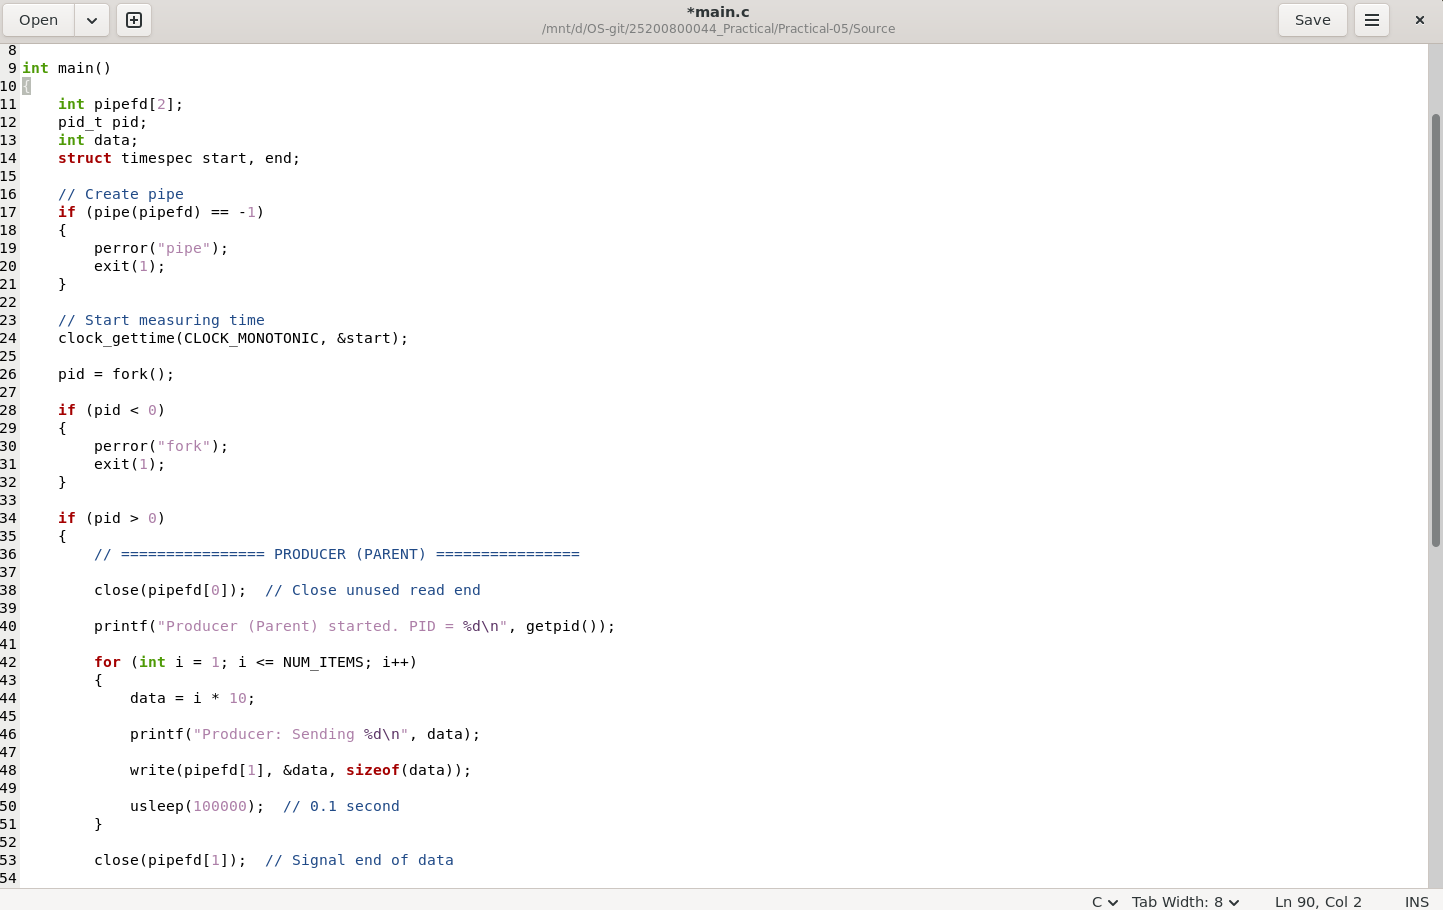 Open
*main.c
/mnt/d/OS-git/25200800044_Practical/Practical-05/Source
Save
8
9 int main()
10 {
11     int pipefd[2];
12     pid_t pid;
13     int data;
14     struct timespec start, end;
15
16     // Create pipe
17     if (pipe(pipefd) == -1)
18     {
19         perror("pipe");
20         exit(1);
21     }
22
23     // Start measuring time
24     clock_gettime(CLOCK_MONOTONIC, &start);
25
26     pid = fork();
27
28     if (pid < 0)
29     {
30         perror("fork");
31         exit(1);
32     }
33
34     if (pid > 0)
35     {
36         // ================ PRODUCER (PARENT) ================
37
38         close(pipefd[0]);  // Close unused read end
39
40         printf("Producer (Parent) started. PID = %d\n", getpid());
41
42         for (int i = 1; i <= NUM_ITEMS; i++)
43         {
44             data = i * 10;
45
46             printf("Producer: Sending %d\n", data);
47
48             write(pipefd[1], &data, sizeof(data));
49
50             usleep(100000);  // 0.1 second
51         }
52
53         close(pipefd[1]);  // Signal end of data
54
C
Tab Width: 8
Ln 90, Col 2
INS